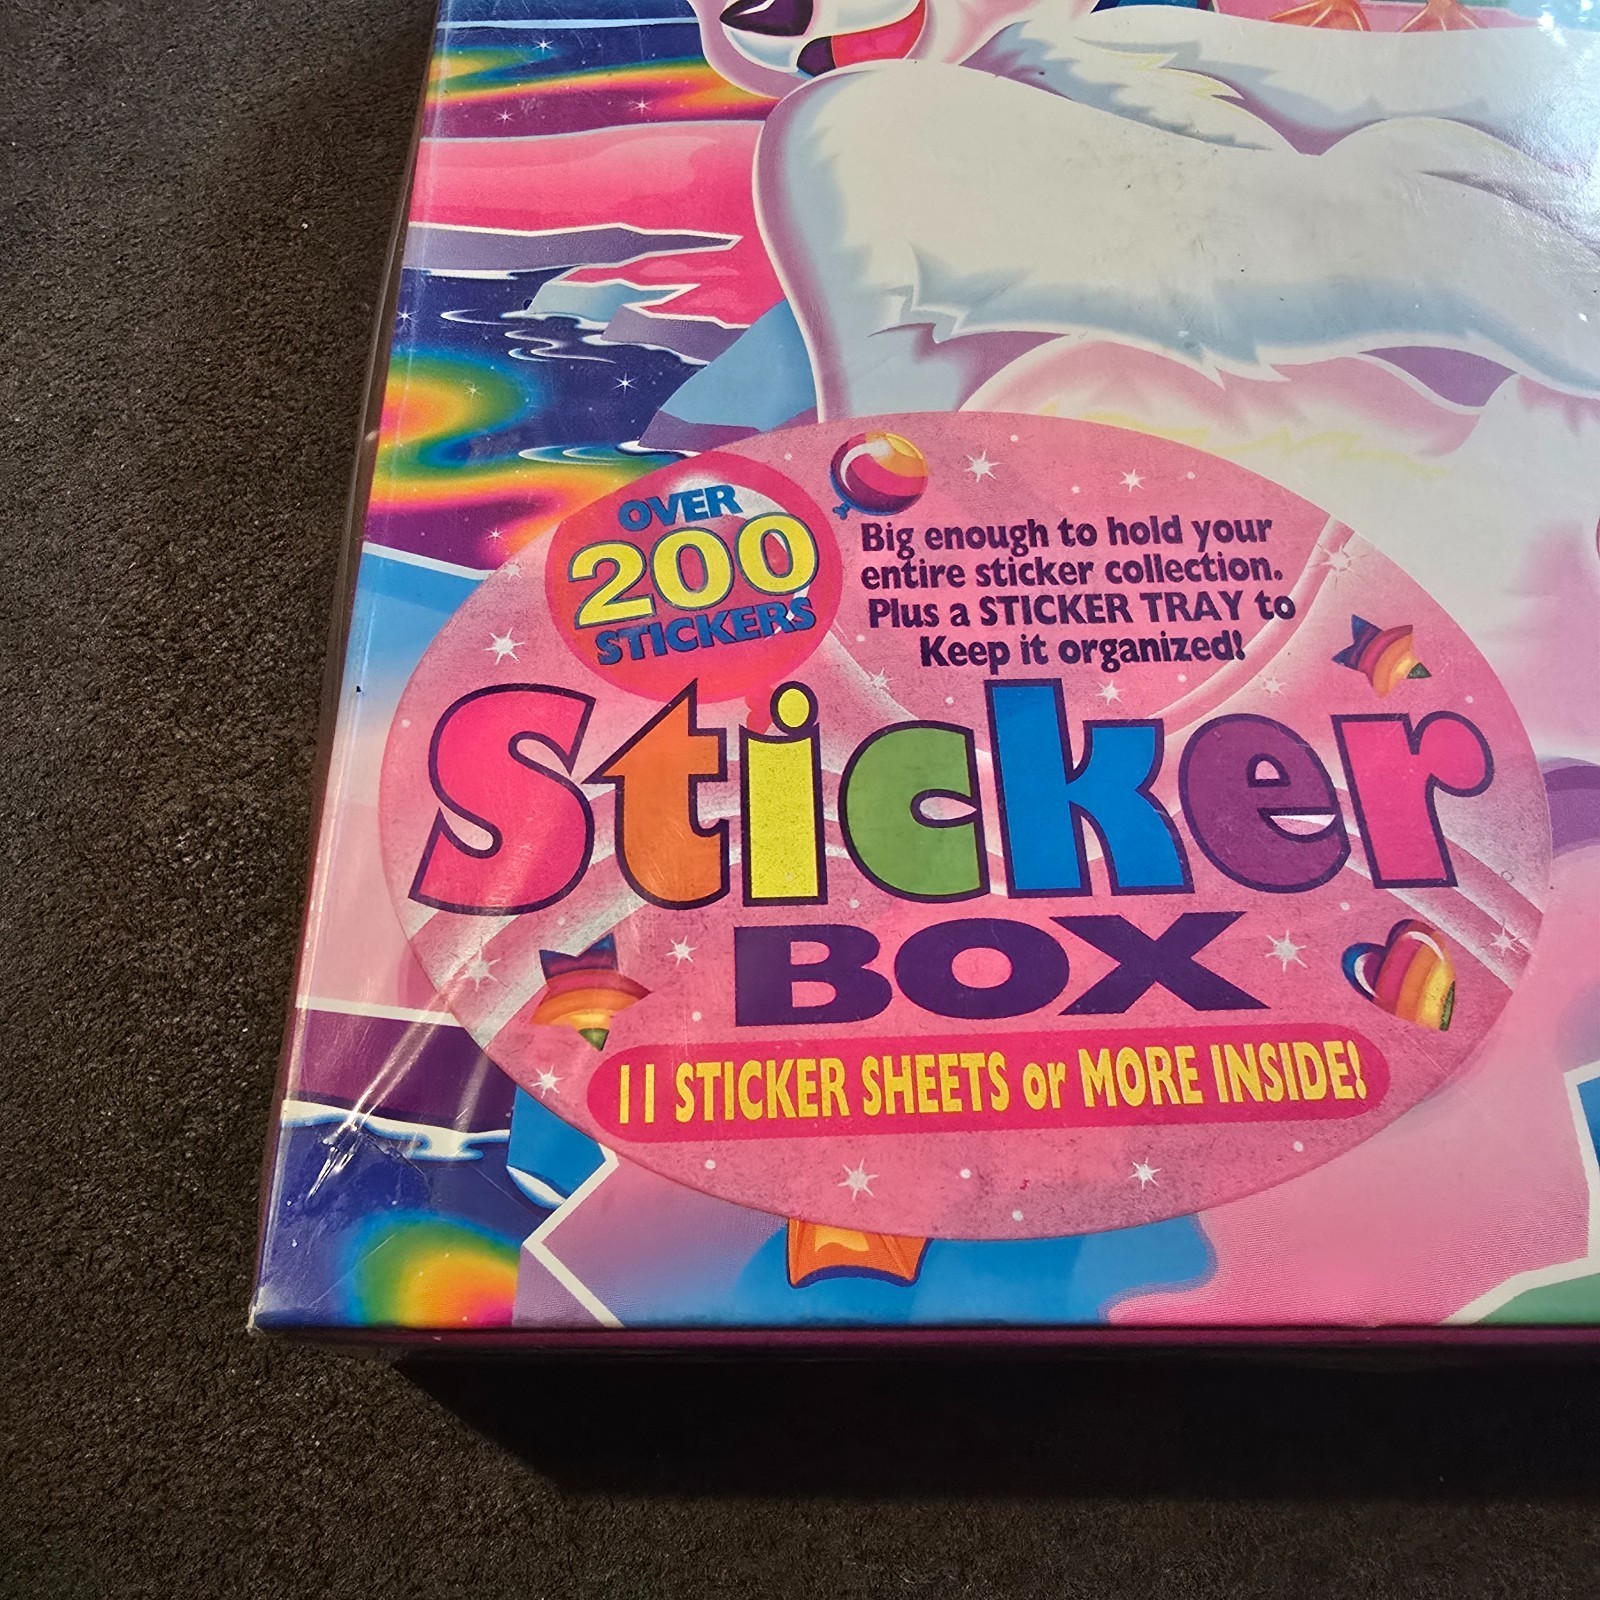 OVER
200
STICKERS
Big enough to hold your
entire sticker collection.
Plus a STICKER TRAY to
Keep it organized!
Sticker
BOX
11 STICKER SHEETS or MORE INSIDE!